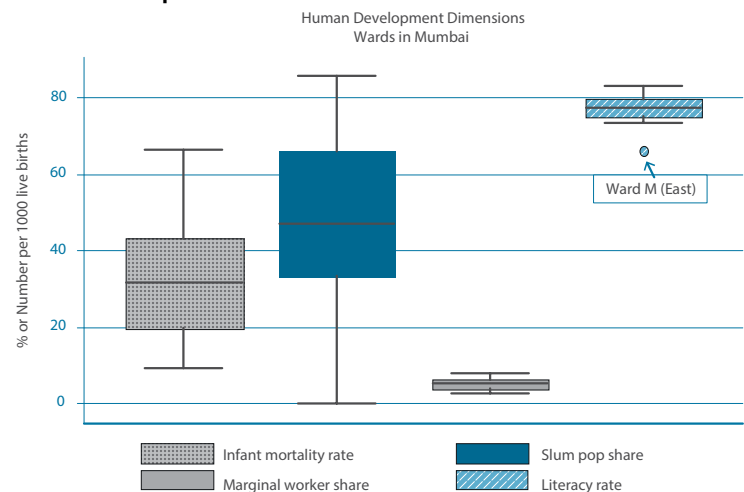 Human Development Dimensions
Wards in Mumbai
% or Number per 1000 live births
80
60
40
20
0
Ward M (East)
Infant mortality rate
Slum pop share
Marginal worker share
Literacy rate